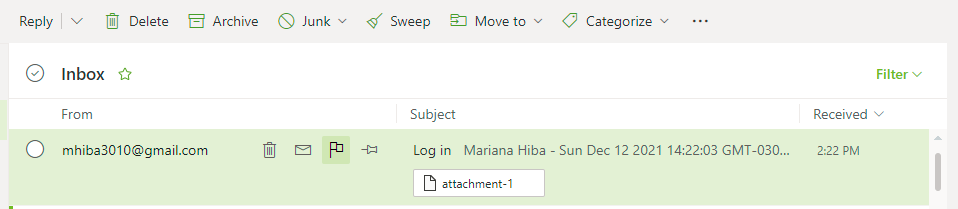 Reply Delete Archive Junk Sweep Move to Categorize ...
Inbox Filter
From Subject Received
mhiba3010@gmail.com Log in Mariana Hiba - Sun Dec 12 2021 14:22:03 GMT-030... 2:22 PM
attachment-1